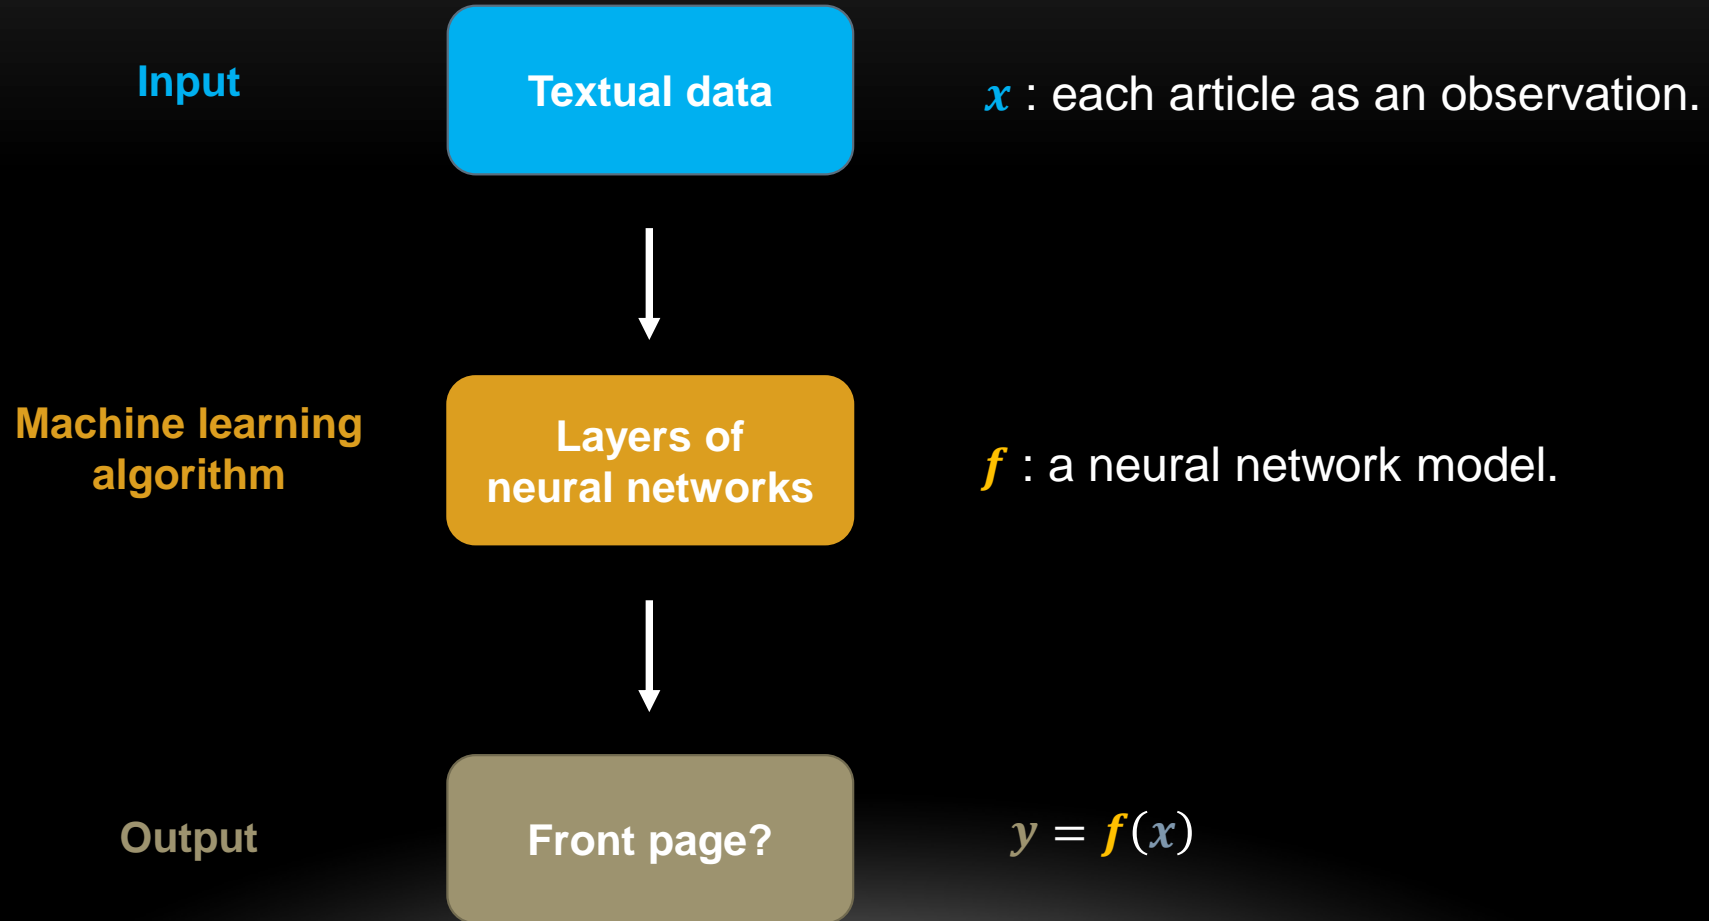 Input
Textual data
x : each article as an observation.
Machine learning
algorithm
Layers of
neural networks
f : a neural network model.
Output
Front page?
y = f(x)